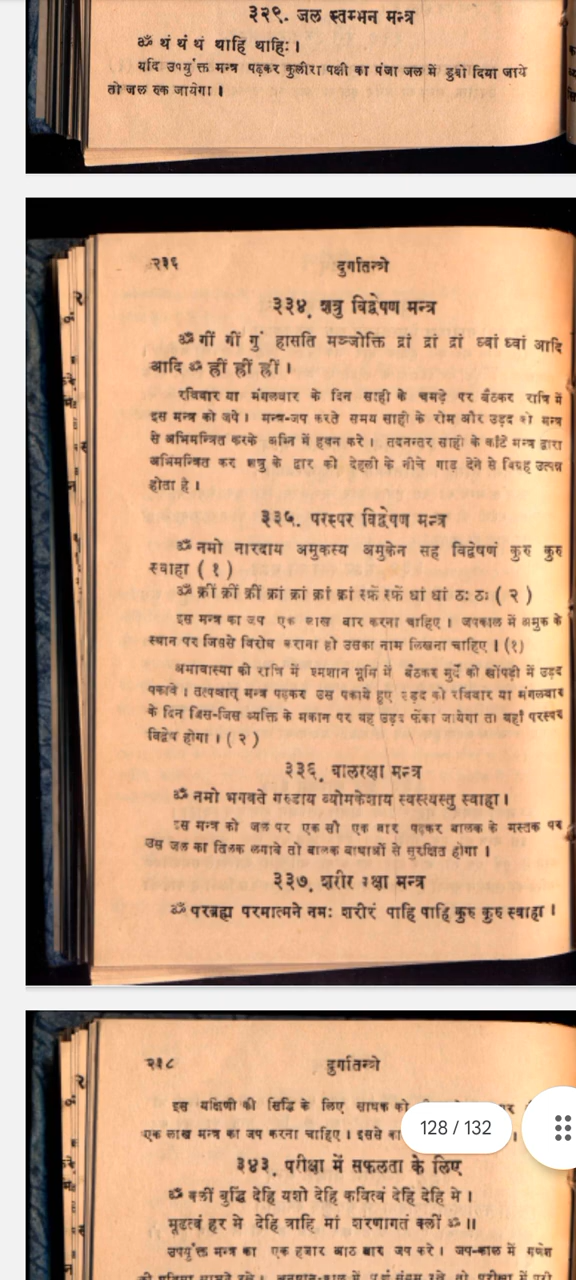 ३२९. जल स्तम्भन मन्त्र
ॐ थं थं थं थाहि थाहिः ।
यदि उपर्युक्त मन्त्र पढ़कर कुलीरा पक्षी का पंजा जल में डुबो दिया जाये
तो जल रुक जायेगा ।
२३६ दुर्गातन्त्रे
३३४. शत्रु विद्वेषण मन्त्र
ॐ गीं गीं गुं हासति मञ्जोक्ति द्रां द्रां द्रां ध्वां ध्वां आदि
आदि ॐ ह्रीं ह्रीं ह्रीं ।
रविवार या मंगलवार के दिन साही के चमड़े पर बैठकर रात्रि में
इस मन्त्र को जपे । मन्त्र-जप करते समय साही के रोम और उड़द को मन्त्र
से अभिमन्त्रित करके अग्नि में हवन करे । तदनन्तर साही के काँटे मन्त्र द्वारा
अभिमन्त्रित कर शत्रु के द्वार की देहली के नीचे गाड़ देने से विग्रह उत्पन्न
होता है ।
३३५. परस्पर विद्वेषण मन्त्र
ॐ नमो नारदाय अमुकस्य अमुकेन सह विद्वेषणं कुरु कुरु
स्वाहा ( १ )
ॐ क्रीं क्रीं क्रीं क्रां क्रां क्रां क्रां स्फ्रें स्फ्रें धां धां ठः ठः ( २ )
इस मन्त्र का जप एक लाख बार करना चाहिए । जपकाल में अमुक के
स्थान पर जिससे विरोध कराना हो उसका नाम लिखना चाहिए । (१)
अमावास्या की रात्रि में श्मशान भूमि में बैठकर मुर्दे की खोंपड़ी में उड़द
पकावे । तत्पश्चात् मन्त्र पढ़कर उस पकाये हुए उड़द को रविवार या मंगलवार
के दिन जिस-जिस व्यक्ति के मकान पर वह उड़द फेंका जायेगा तो वहाँ परस्पर
विद्वेष होगा । ( २ )
३३६. बालरक्षा मन्त्र
ॐ नमो भगवते गरुडाय व्योमकेशाय स्वस्त्यस्तु स्वाहा ।
इस मन्त्र को जल पर एक सौ एक बार पढ़कर बालक के मस्तक पर
उस जल का तिलक लगावे तो बालक बाधाओं से सुरक्षित होगा ।
३३७. शरीर रक्षा मन्त्र
ॐ परब्रह्म परमात्मने नमः शरीरं पाहि पाहि कुरु कुरु स्वाहा ।
२३८ दुर्गातन्त्रे
इस यक्षिणी की सिद्धि के लिए साधक को
एक लाख मन्त्र का जप करना चाहिए । इससे
128 / 132
३४३. परीक्षा में सफलता के लिए
ॐ क्लीं बुद्धिं देहि यशो देहि कवित्वं देहि देहि मे ।
मूढत्वं हर मे देहि त्राहि मां शरणागतं क्लीं ॐ ॥
उपर्युक्त मन्त्र का एक हजार आठ बार जप करे । जप-काल में गणेश